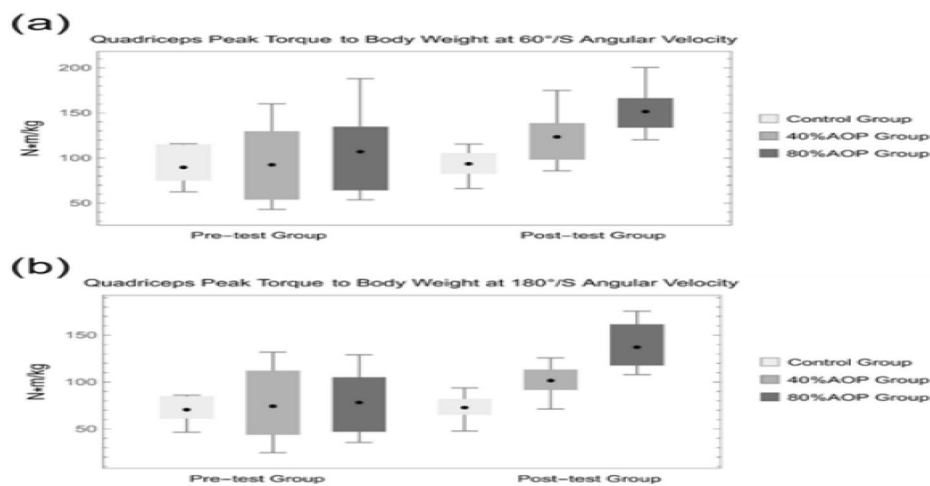 (a)
Quadriceps Peak Torque to Body Weight at 60°/S Angular Velocity
200
150
100
50
N*m/kg
Control Group
40%AOP Group
80%AOP Group
Pre-test Group Post-test Group
(b)
Quadriceps Peak Torque to Body Weight at 180°/S Angular Velocity
150
100
50
N*m/kg
Control Group
40%AOP Group
80%AOP Group
Pre-test Group Post-test Group